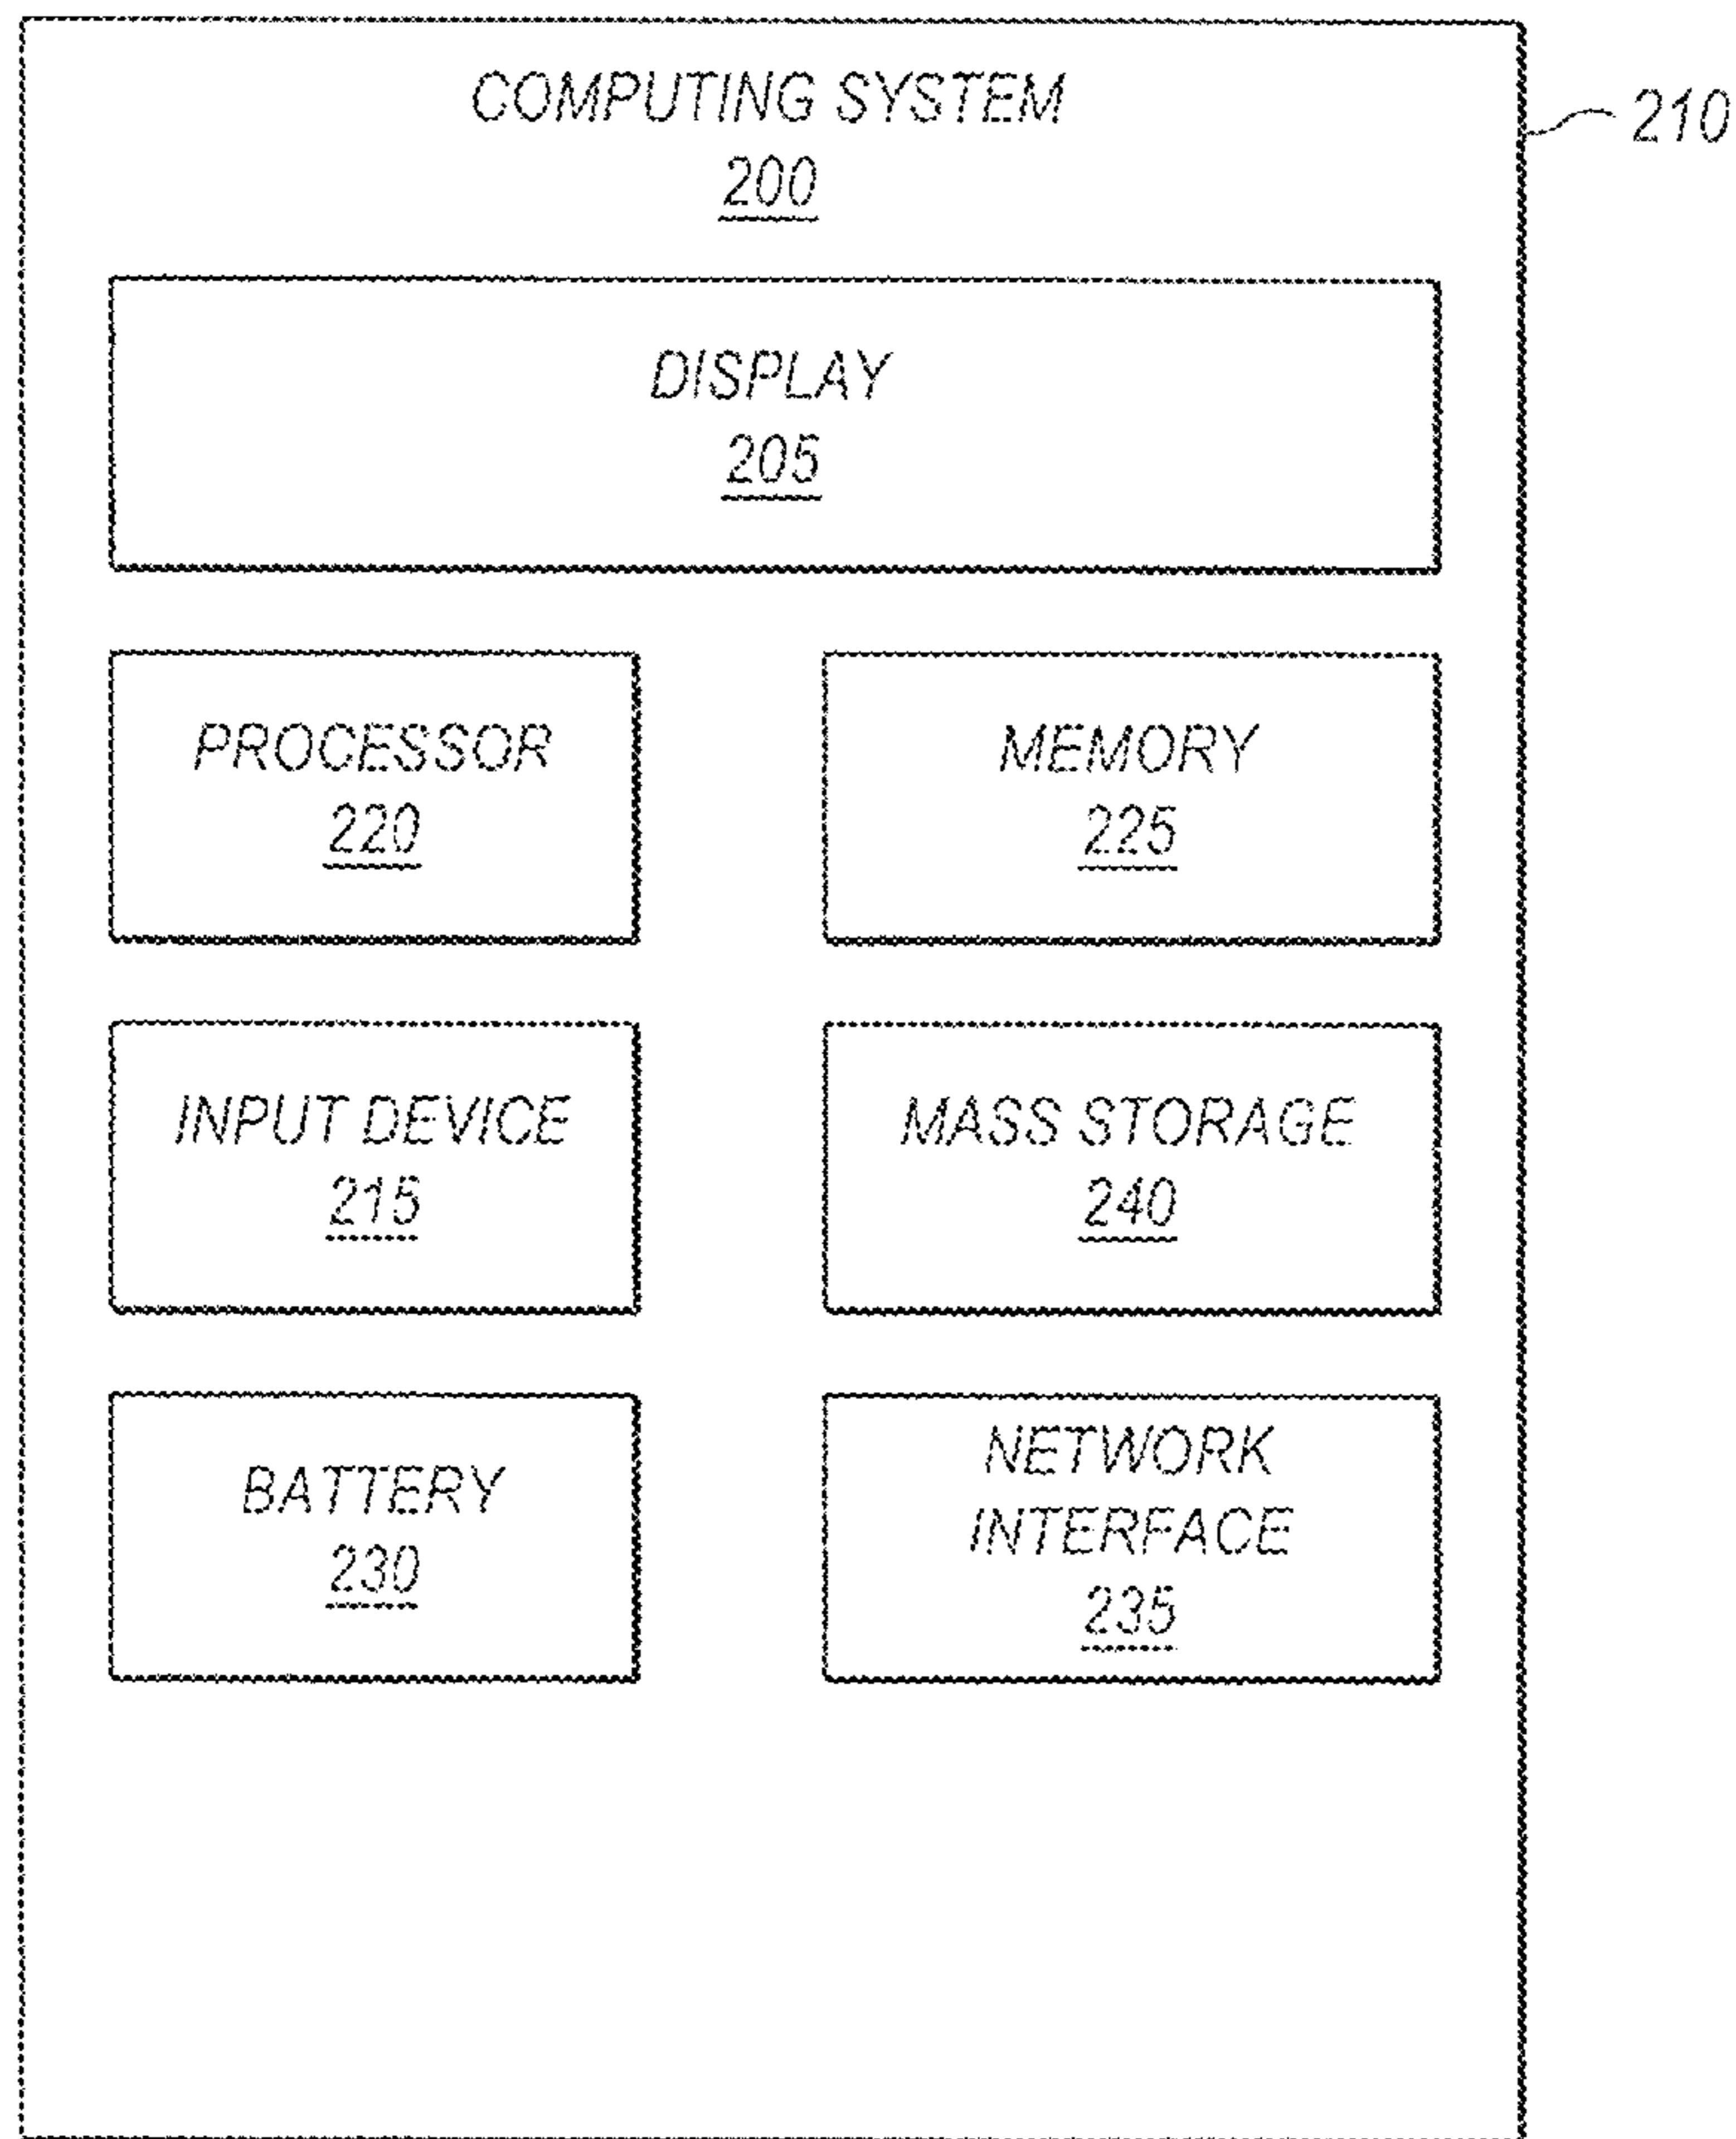 COMPUTING SYSTEM
200
210
DISPLAY
205
PROCESSOR
220
MEMORY
225
INPUT DEVICE
215
MASS STORAGE
240
BATTERY
230
NETWORK
INTERFACE
235